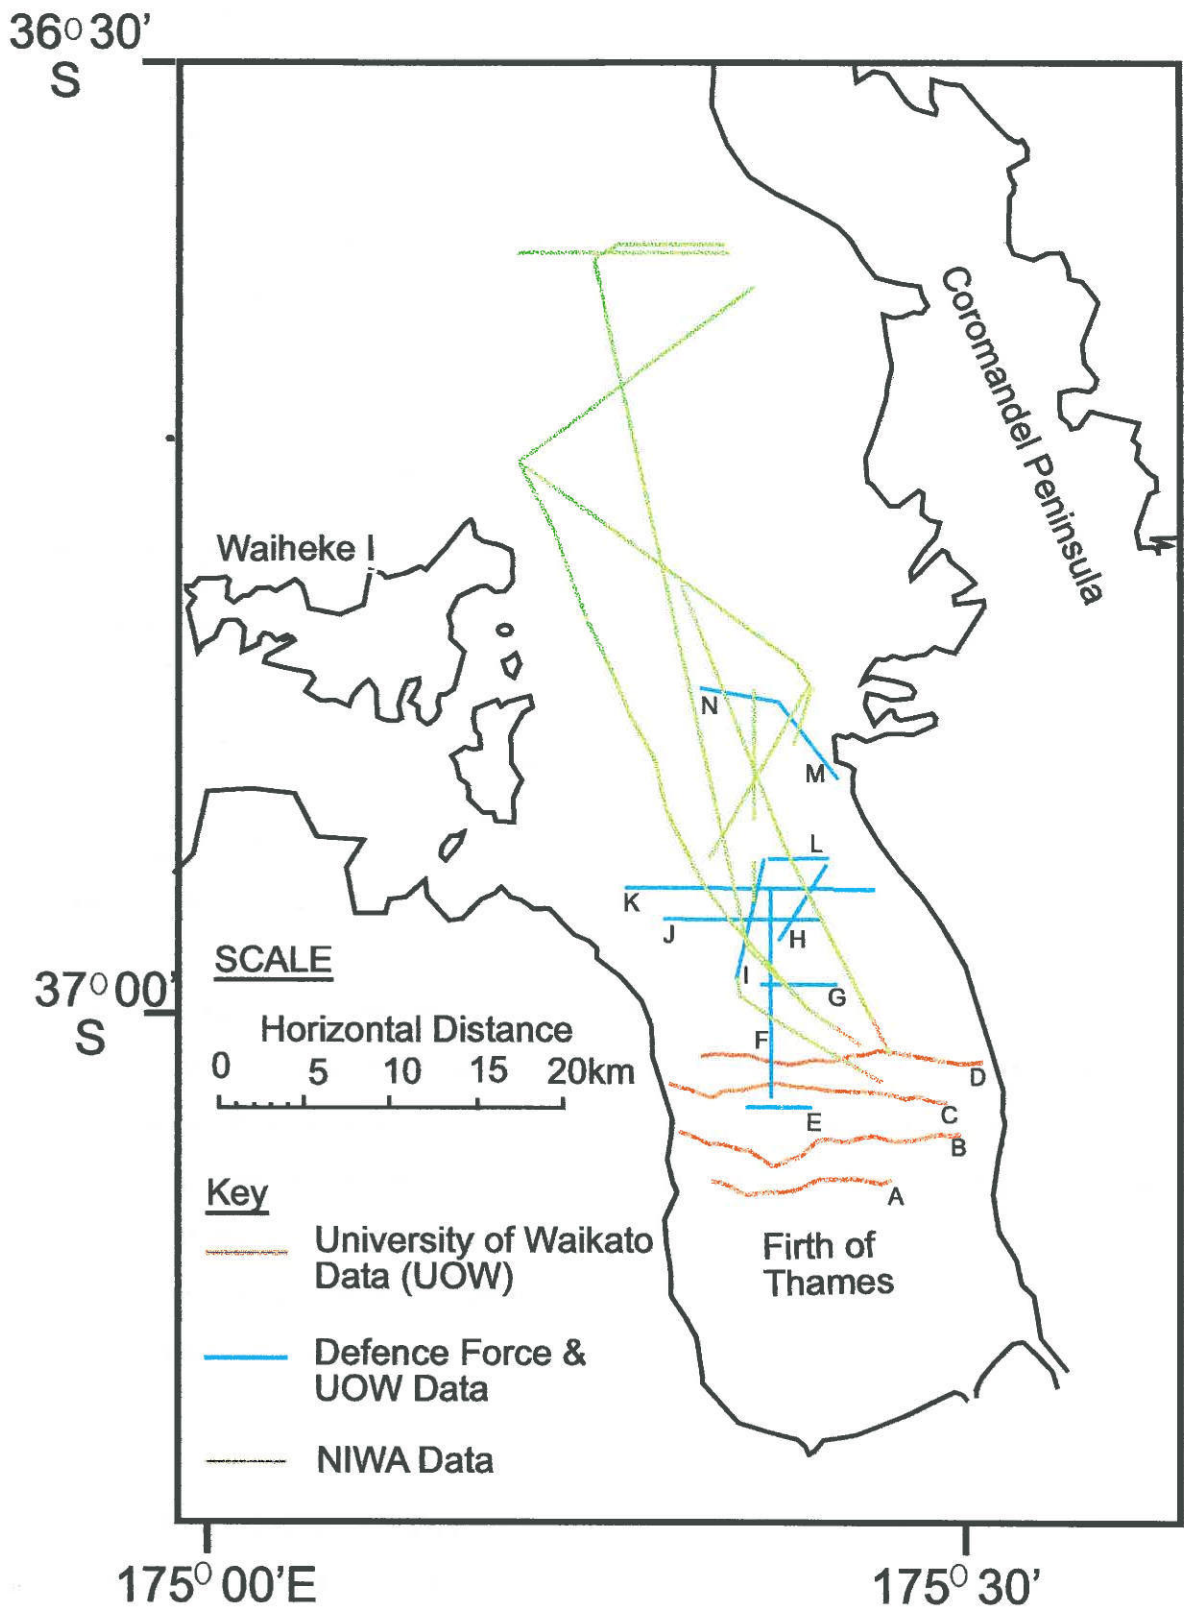 36° 30'
S
Coromandel Peninsula
Waiheke I
N
M
L
K
J
H
I
G
37° 00'
S
F
D
C
E
B
A
SCALE
Horizontal Distance
0 5 10 15 20km
Key
University of Waikato
Data (UOW)
Defence Force &
UOW Data
NIWA Data
Firth of
Thames
175° 00'E
175° 30'